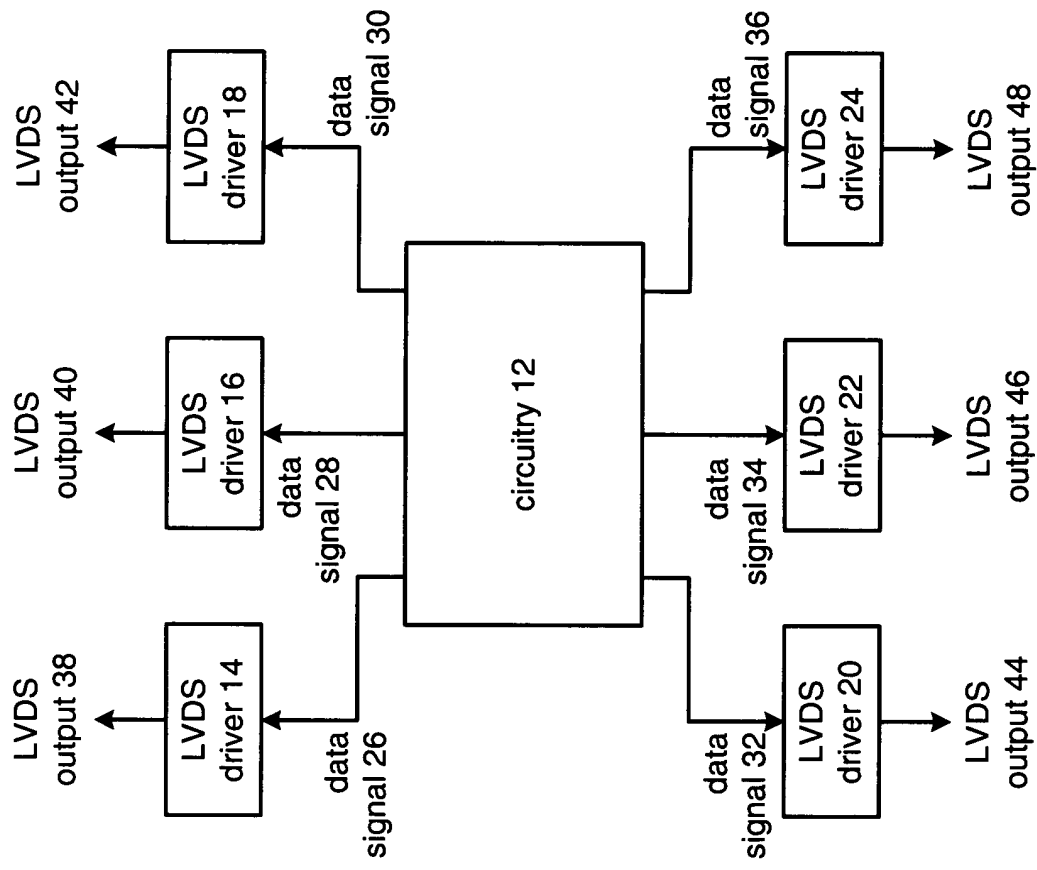 LVDS
output 38
LVDS
output 40
LVDS
output 42
LVDS
driver 14
LVDS
driver 16
LVDS
driver 18
data
signal 26
data
signal 28
data
signal 30
circuitry 12
data
signal 32
data
signal 34
data
signal 36
LVDS
driver 20
LVDS
driver 22
LVDS
driver 24
LVDS
output 44
LVDS
output 46
LVDS
output 48